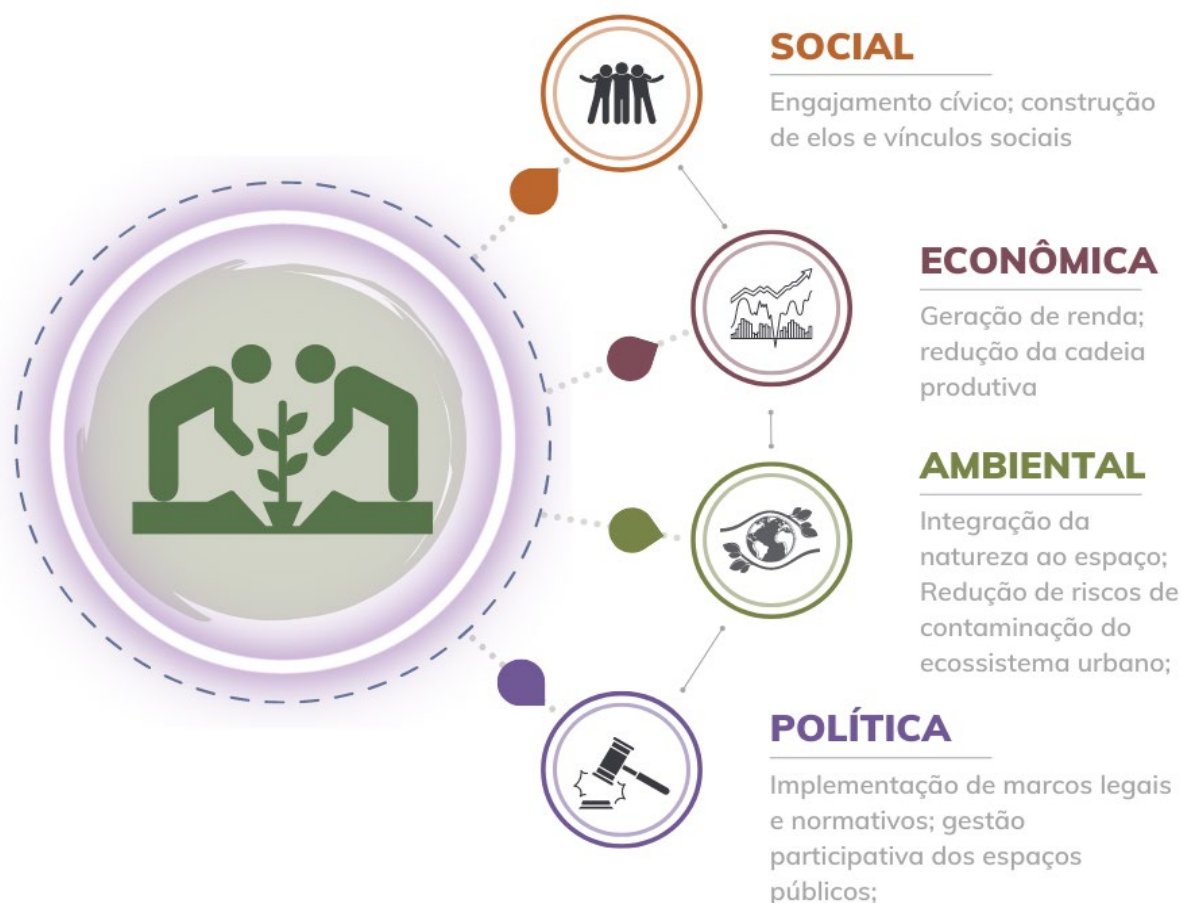 SOCIAL
Engajamento cívico; construção
de elos e vínculos sociais
ECONÔMICA
Geração de renda;
redução da cadeia
produtiva
AMBIENTAL
Integração da
natureza ao espaço;
Redução de riscos de
contaminação do
ecossistema urbano;
POLÍTICA
Implementação de marcos legais
e normativos; gestão
participativa dos espaços
públicos;